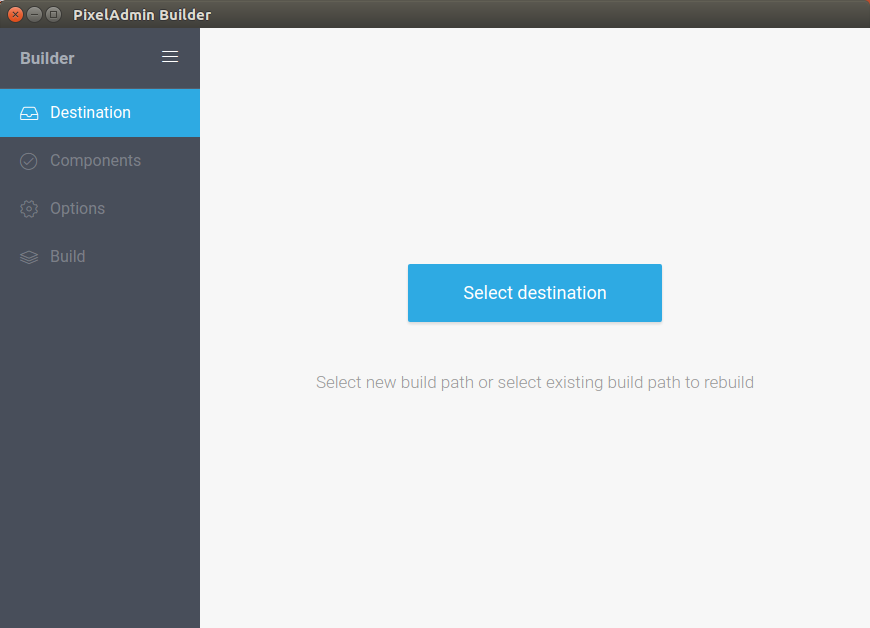 PixelAdmin Builder
Builder
Destination
Components
Options
Build
Select destination
Select new build path or select existing build path to rebuild